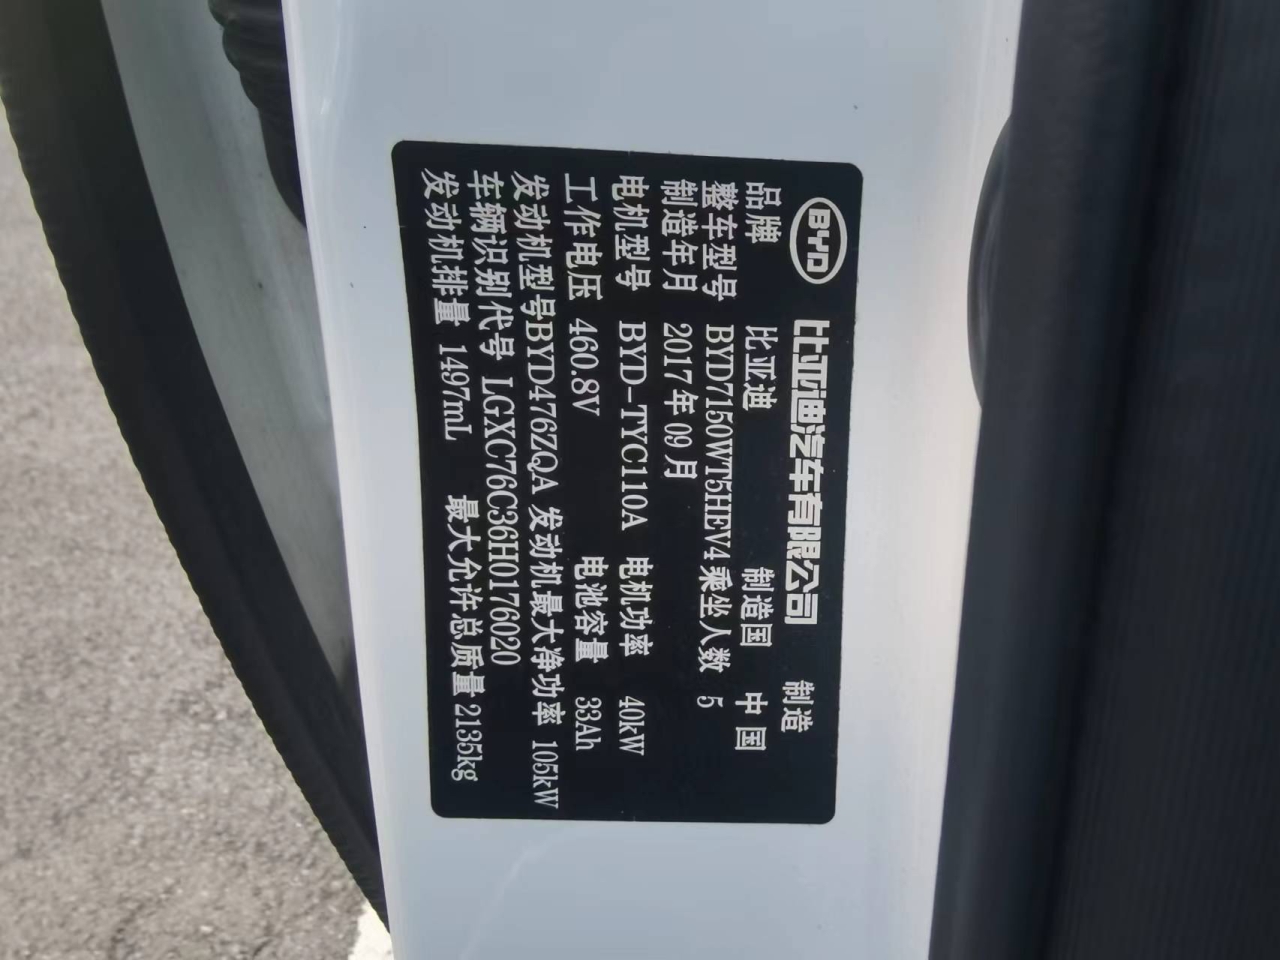 BYD 比亚迪汽车有限公司 制造
品牌 比亚迪 制造国 中国
整车型号 BYD7150WT5HEV4 乘坐人数 5
制造年月 2017年09月
电机型号 BYD-TYC110A 电机功率 40kW
工作电压 460.8V 电池容量 33Ah
发动机型号BYD476ZQA 发动机最大净功率 105kW
车辆识别代号 LGXC76C36H0176020
发动机排量 1497mL 最大允许总质量 2135kg